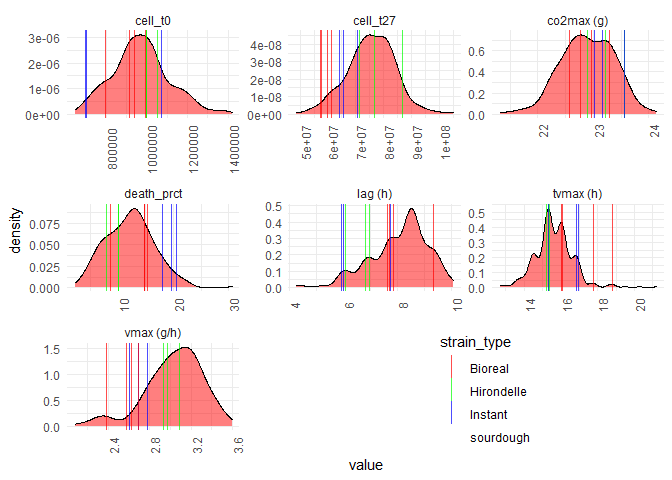 cell_t0
cell_t27
co2max (g)
3e-06
2e-06
1e-06
0e+00
4e-08
3e-08
2e-08
1e-08
0e+00
0.6
0.4
0.2
0.0
800000
1000000
1200000
1400000
5e+07
6e+07
7e+07
8e+07
9e+07
1e+08
22
23
24
death_prct
lag (h)
tvmax (h)
0.075
0.050
0.025
0.000
0.5
0.4
0.3
0.2
0.1
0.0
0.5
0.4
0.3
0.2
0.1
0.0
10
20
30
4
6
8
10
14
16
18
20
density
vmax (g/h)
1.5
1.0
0.5
0.0
2.4
2.8
3.2
3.6
strain_type
Bioreal
Hirondelle
Instant
sourdough
value